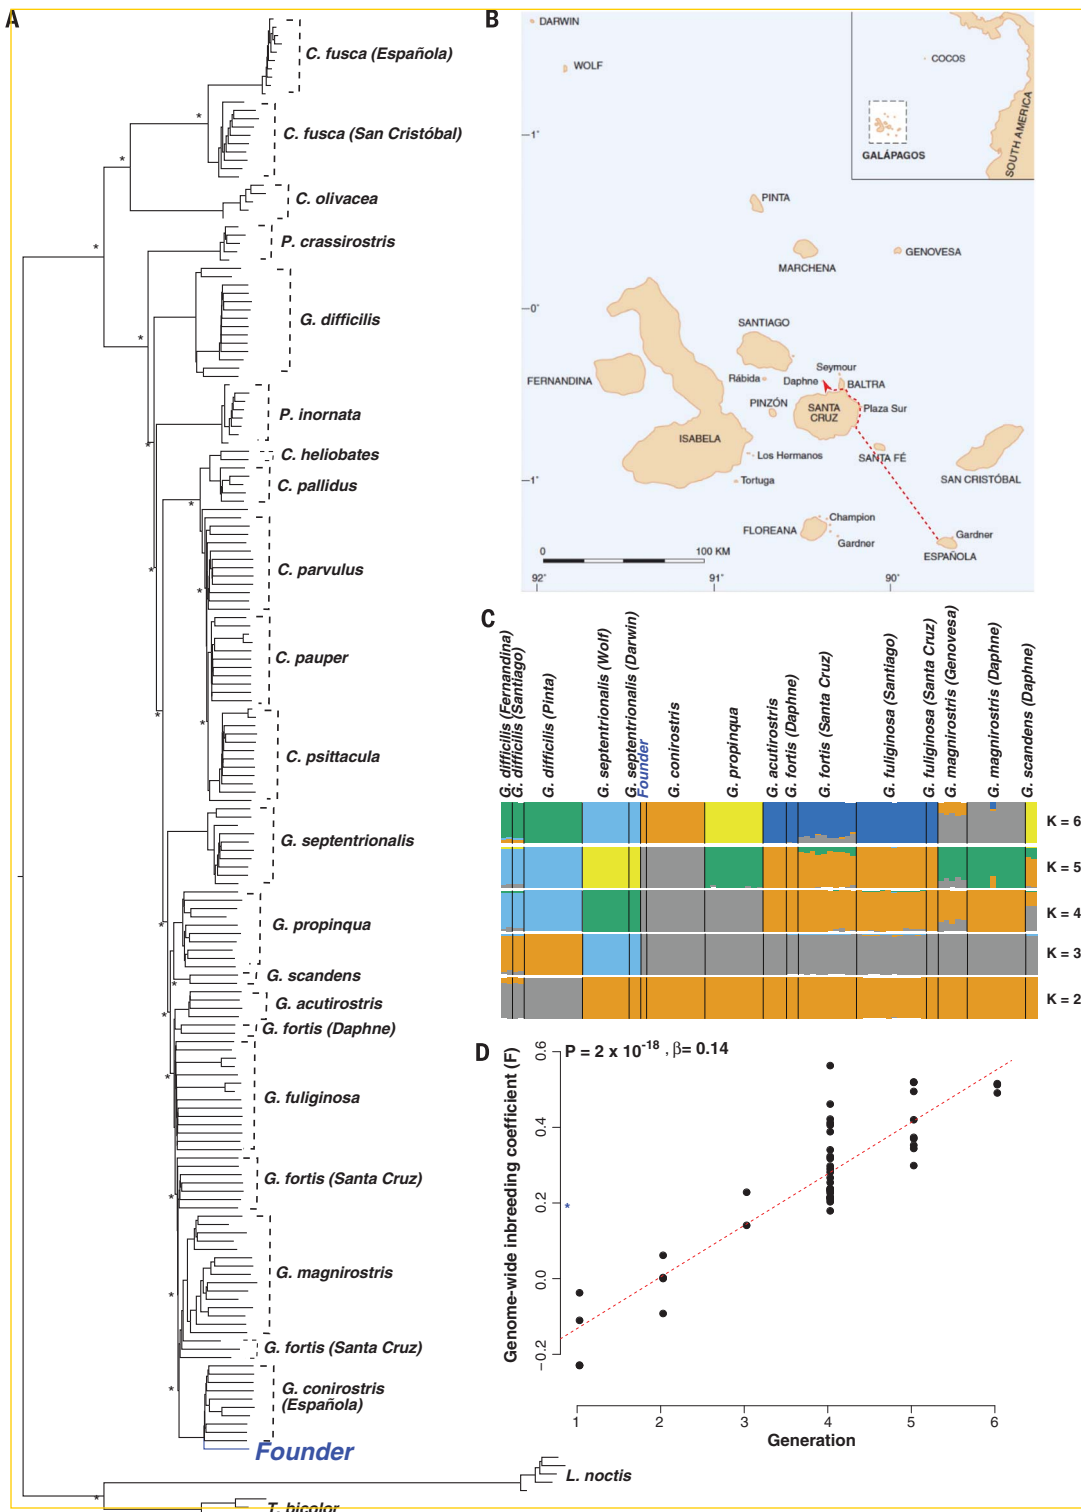 A
C. fusca (Española)
C. fusca (San Cristóbal)
C. olivacea
P. crassirostris
G. difficilis
P. inornata
C. heliobates
C. pallidus
C. parvulus
C. pauper
C. psittacula
G. septentrionalis
G. propinqua
G. scandens
G. acutirostris
G. fortis (Daphne)
G. fuliginosa
G. fortis (Santa Cruz)
G. magnirostris
G. fortis (Santa Cruz)
G. conirostris
(Española)
Founder
L. noctis
T. bicolor
B
DARWIN
WOLF
COCOS
GALÁPAGOS
SOUTH AMERICA
1°
PINTA
MARCHENA
GENOVESA
0°
SANTIAGO
FERNANDINA
Rábida
Daphne
Seymour
BALTRA
PINZÓN
SANTA
CRUZ
Plaza Sur
ISABELA
Los Hermanos
SANTA FÉ
SAN CRISTÓBAL
1°
Tortuga
Champion
FLOREANA
Gardner
Gardner
ESPAÑOLA
0
100 KM
92°
91°
90°
C
G. difficilis (Fernandina)
G. difficilis (Santiago)
G. difficilis (Pinta)
G. septentrionalis (Wolf)
G. septentrionalis (Darwin)
Founder
G. conirostris
G. propinqua
G. acutirostris
G. fortis (Daphne)
G. fortis (Santa Cruz)
G. fuliginosa (Santiago)
G. fuliginosa (Santa Cruz)
G. magnirostris (Genovesa)
G. magnirostris (Daphne)
G. scandens (Daphne)
K = 6
K = 5
K = 4
K = 3
K = 2
D
P = 2 x 10-18 , β= 0.14
Genome-wide inbreeding coefficient (F)
0.6
0.4
0.2
0.0
−0.2
1 2 3 4 5 6
Generation